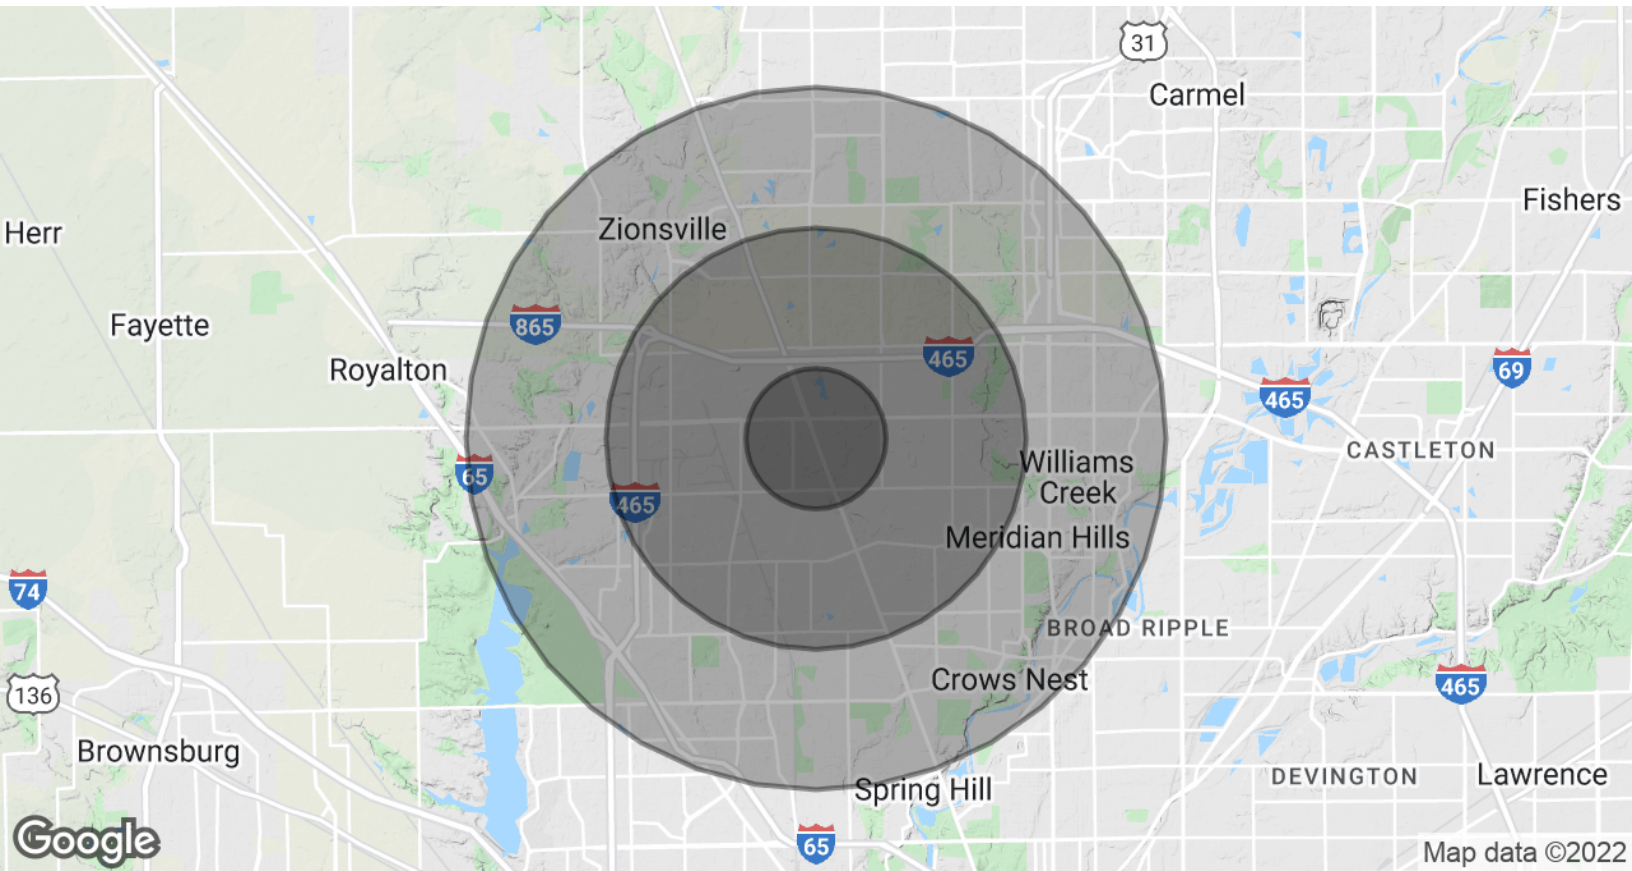 31
Carmel
Fishers
Zionsville
Herr
865
Fayette
465
Royalton
69
465
CASTLETON
65
Williams
Creek
465
Meridian Hills
74
BROAD RIPPLE
136
Crows Nest
465
Brownsburg
DEVINGTON
Lawrence
Spring Hill
Google
65
Map data ©2022